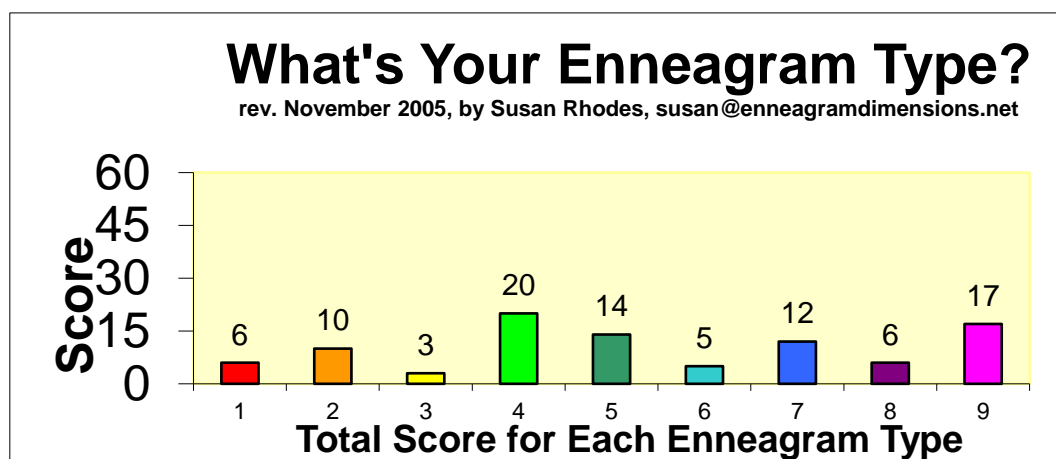 What's Your Enneagram Type?
rev. November 2005, by Susan Rhodes, susan@enneagramdimensions.net
Score
60
45
30
15
0
6
10
3
20
14
5
12
6
17
1 2 3 4 5 6 7 8 9
Total Score for Each Enneagram Type